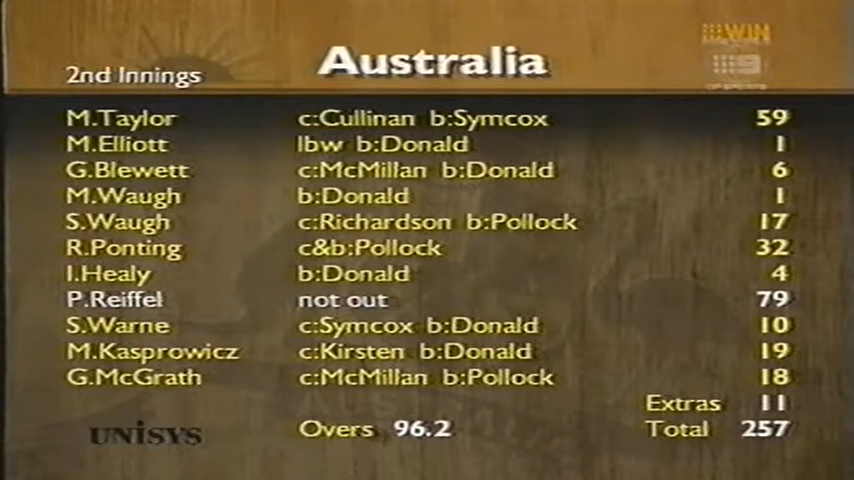 WIN
2nd Innings Australia
9
M.Taylor c:Cullinan b:Symcox 59
M.Elliott lbw b:Donald 1
G.Blewett c:McMillan b:Donald 6
M.Waugh b:Donald 1
S.Waugh c:Richardson b:Pollock 17
R.Ponting c&b:Pollock 32
I.Healy b:Donald 4
P.Reiffel not out 79
S.Warne c:Symcox b:Donald 10
M.Kasprowicz c:Kirsten b:Donald 19
G.McGrath c:McMillan b:Pollock 18
Extras 11
UNISYS Overs 96.2 Total 257